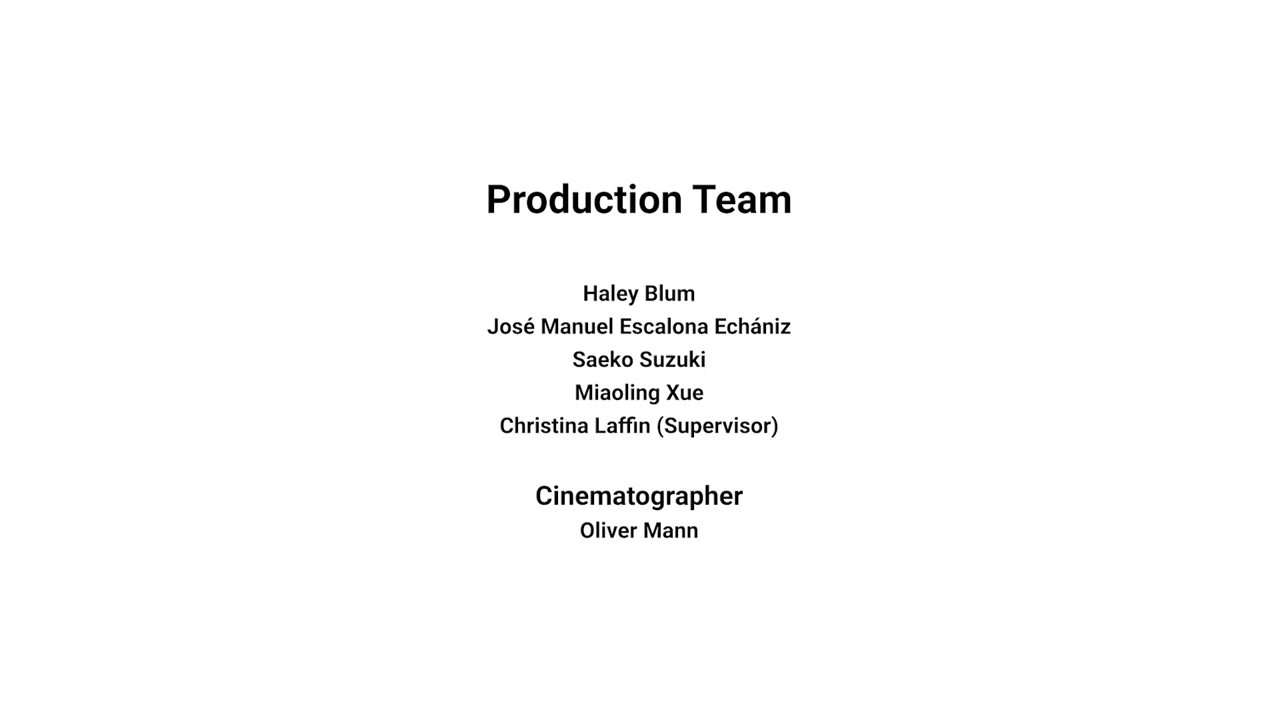 Production Team
Haley Blum
José Manuel Escalona Echániz
Saeko Suzuki
Miaoling Xue
Christina Laffin (Supervisor)
Cinematographer
Oliver Mann